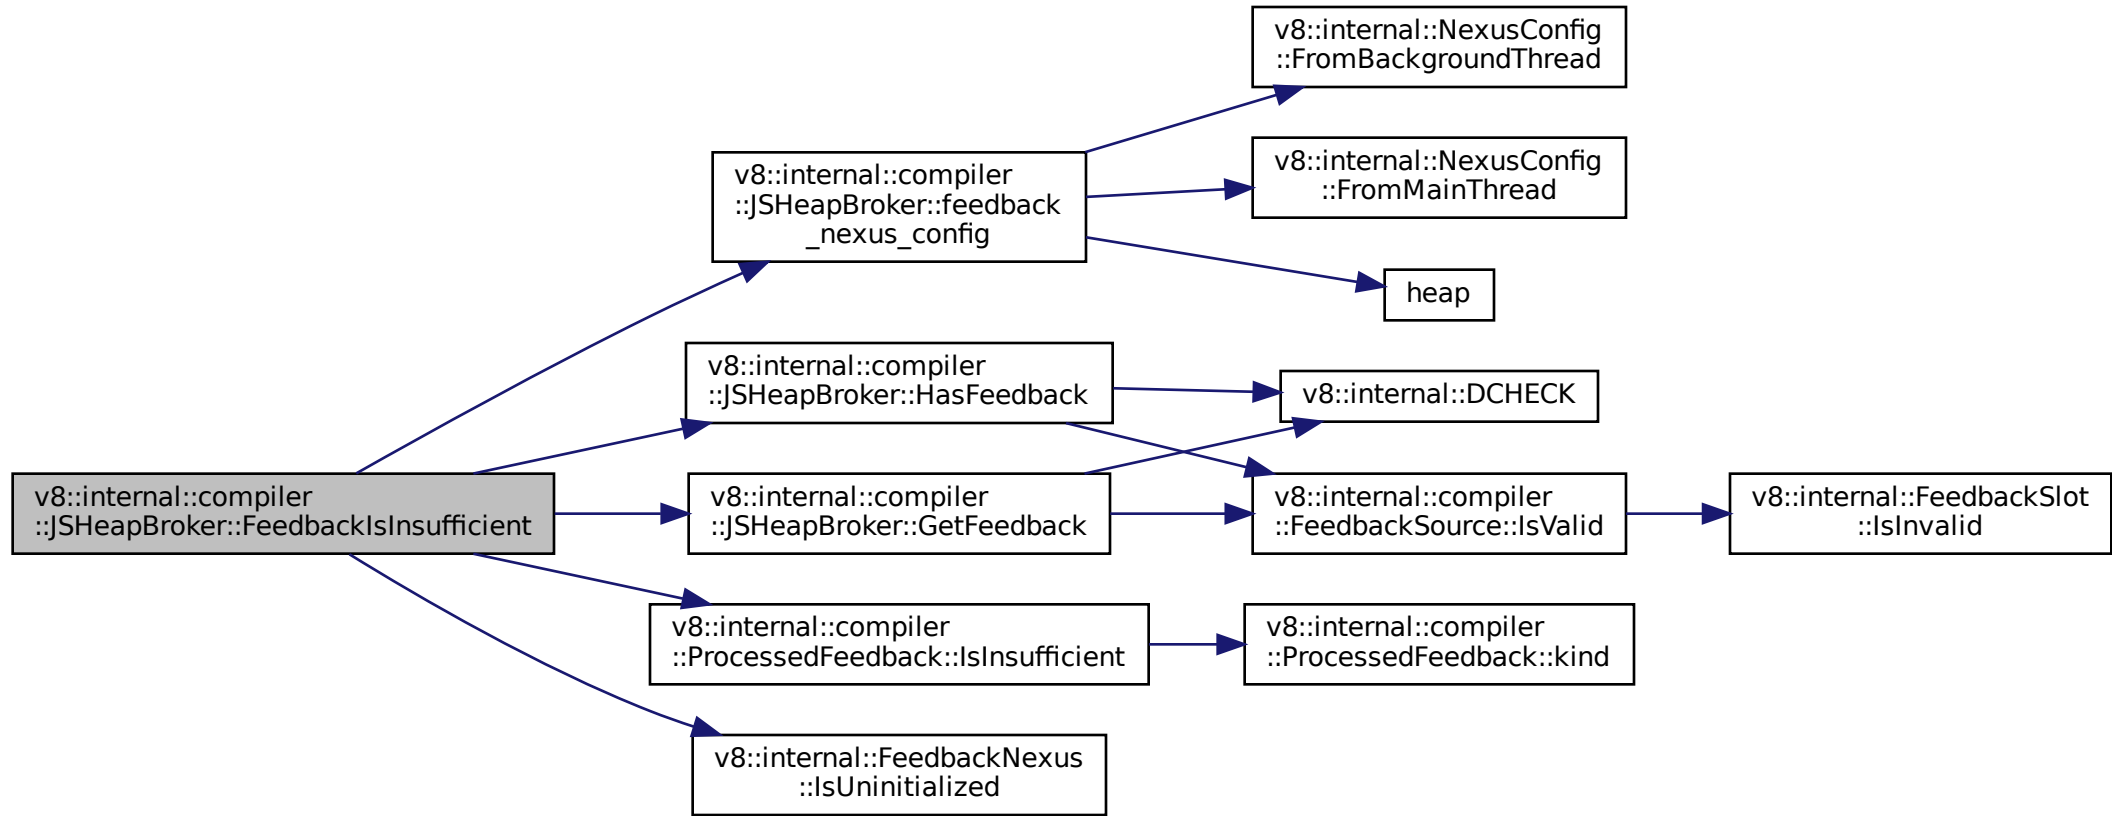 v8::internal::NexusConfig
::FromBackgroundThread
v8::internal::NexusConfig
::FromMainThread
v8::internal::compiler
::JSHeapBroker::feedback
_nexus_config
heap
v8::internal::compiler
::JSHeapBroker::HasFeedback
v8::internal::DCHECK
v8::internal::compiler
::JSHeapBroker::FeedbackIsInsufficient
v8::internal::compiler
::JSHeapBroker::GetFeedback
v8::internal::compiler
::FeedbackSource::IsValid
v8::internal::FeedbackSlot
::IsInvalid
v8::internal::compiler
::ProcessedFeedback::IsInsufficient
v8::internal::compiler
::ProcessedFeedback::kind
v8::internal::FeedbackNexus
::IsUninitialized